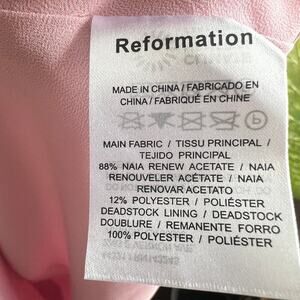 Reformation
MADE IN CHINA / FABRICADO EN
CHINA / FABRIQUÉ EN CHINE
MAIN FABRIC / TISSU PRINCIPAL /
TEJIDO PRINCIPAL
88% NAIA RENEW ACETATE / NAIA
RENOUVELER ACÉTATE / NAIA
RENOVAR ACETATO
12% POLYESTER / POLIÉSTER
DEADSTOCK LINING / DEADSTOCK
DOUBLURE / REMANENTE FORRO
100% POLYESTER / POLIÉSTER